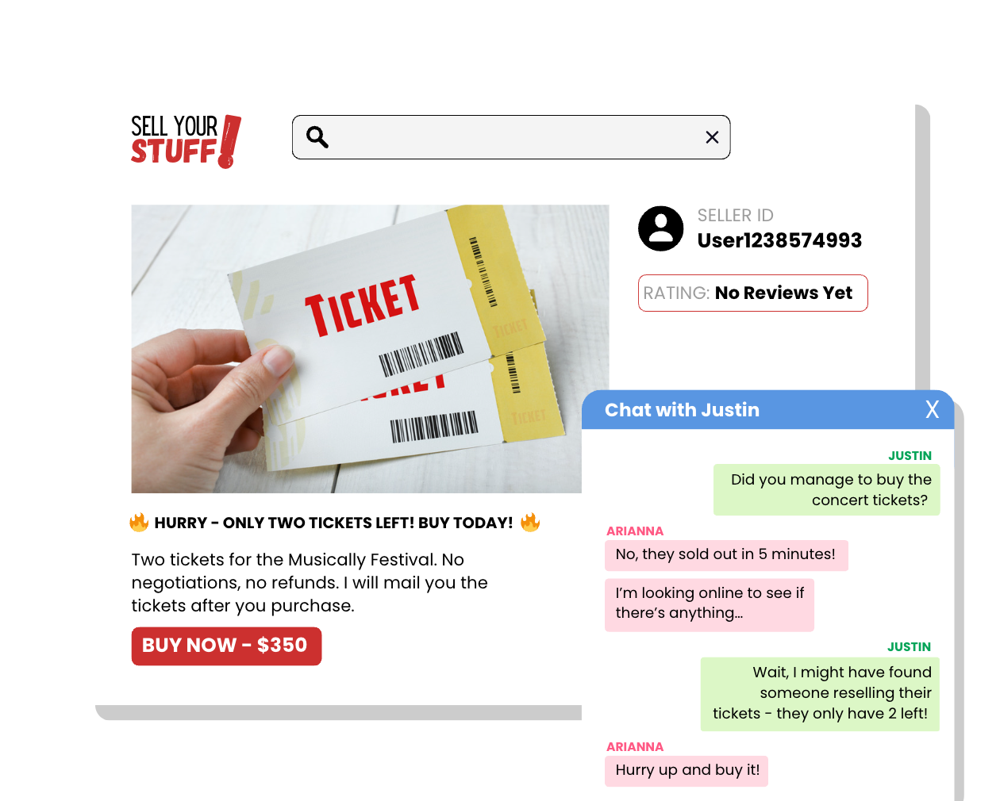 SELL YOUR
STUFF!
SELLER ID
User1238574993
RATING: No Reviews Yet
TICKET
TICKET
TICKET
🔥 HURRY - ONLY TWO TICKETS LEFT! BUY TODAY! 🔥
Two tickets for the Musically Festival. No
negotiations, no refunds. I will mail you the
tickets after you purchase.
BUY NOW - $350
Chat with Justin X
JUSTIN
Did you manage to buy the
concert tickets?
ARIANNA
No, they sold out in 5 minutes!
I'm looking online to see if
there's anything...
JUSTIN
Wait, I might have found
someone reselling their
tickets - they only have 2 left!
ARIANNA
Hurry up and buy it!